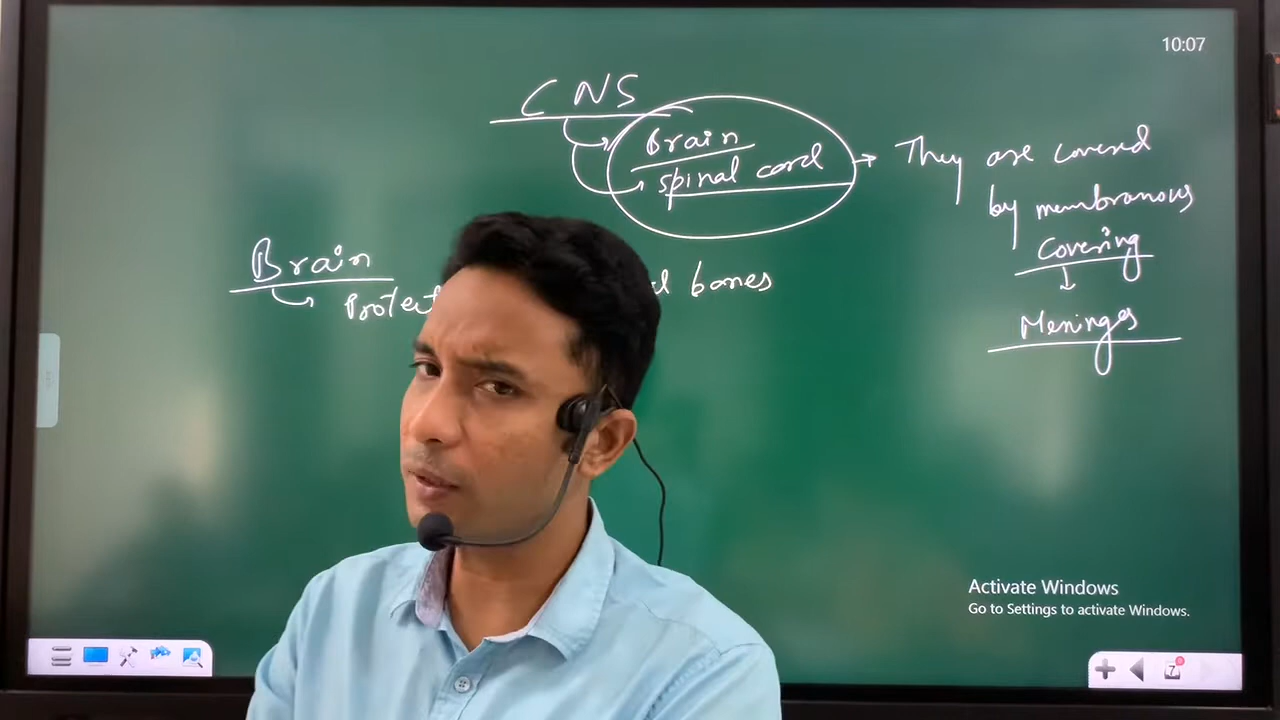 10:07
CNS
Brain
spinal cord
They are covered
by membranous
covering
Meninges
Brain
bones
Activate Windows
Go to Settings to activate Windows.
7